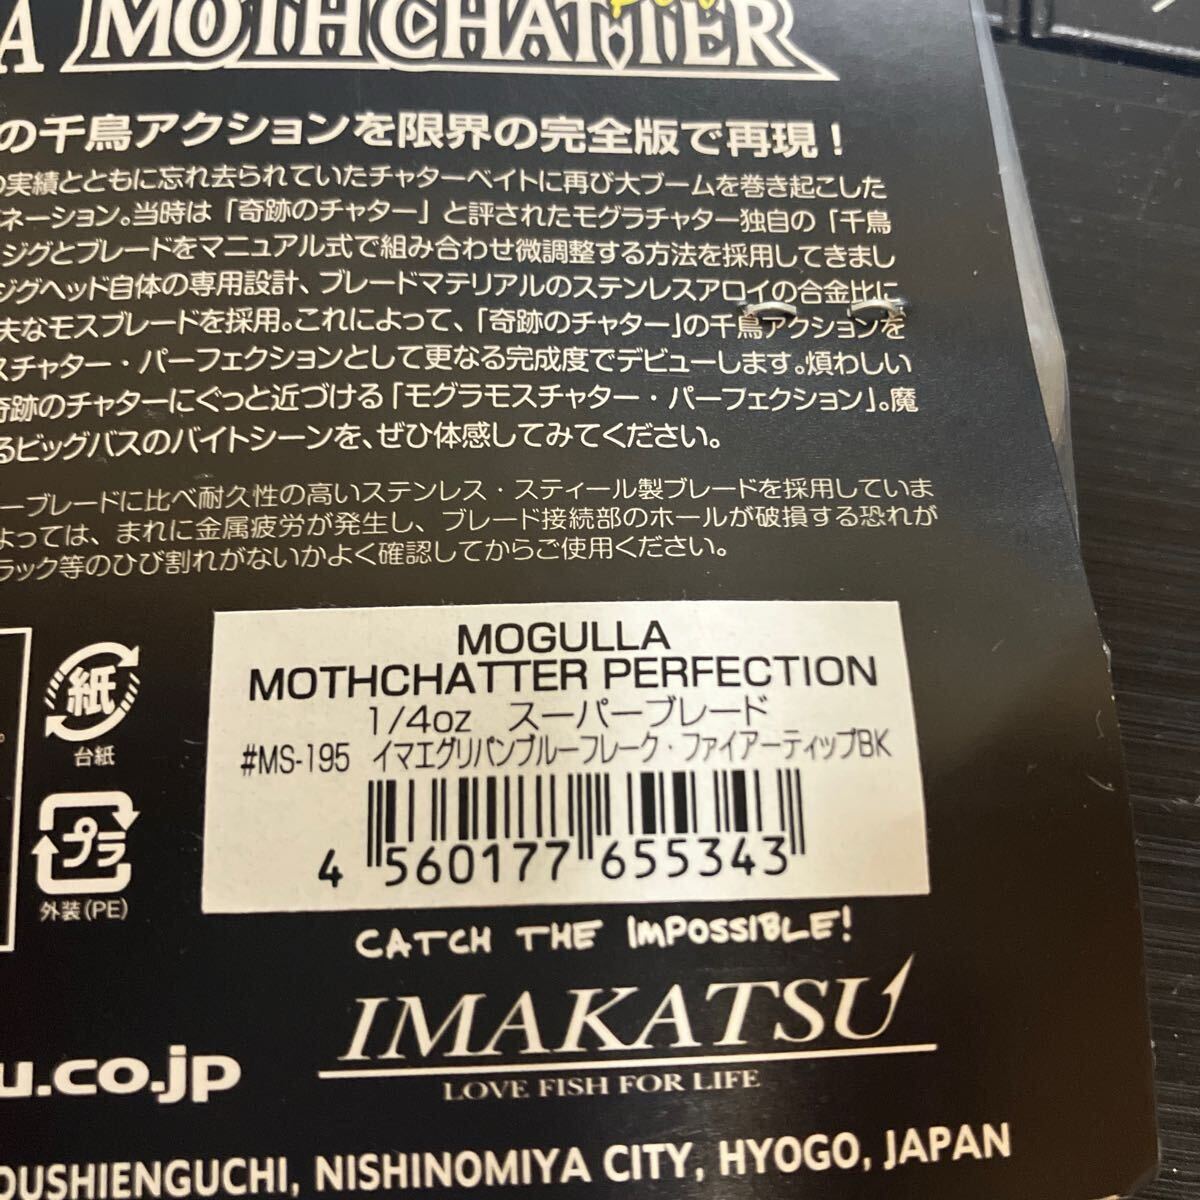 A MOTHCHATTER
の千鳥アクションを限界の完全版で再現！
の実績とともに忘れ去られていたチャターベイトに再び大ブームを巻き起こした
ネーション。当時は「奇跡のチャター」と評されたモグラチャター独自の「千鳥
ジグとブレードをマニュアル式で組み合わせ微調整する方法を採用してきまし
ジグヘッド自体の専用設計、ブレードマテリアルのステンレスアロイの合金比に
夫なモスブレードを採用。これによって、「奇跡のチャター」の千鳥アクションを
スチャター・パーフェクションとして更なる完成度でデビューします。煩わしい
奇跡のチャターにぐっと近づける「モグラモスチャター・パーフェクション」。魔
るビッグバスのバイトシーンを、ぜひ体感してみてください。
ーブレードに比べ耐久性の高いステンレス・スティール製ブレードを採用していま
よっては、まれに金属疲労が発生し、ブレード接続部のホールが破損する恐れが
ラック等のひび割れがないかよく確認してからご使用ください。
MOGULLA
MOTHCHATTER PERFECTION
1/4oz スーパーブレード
#MS-195 イマエグリパンブルーフレーク・ファイアーティップBK
4 560177 655343
紙
台紙
プラ
外装(PE)
CATCH THE IMPOSSIBLE!
IMAKATSU
LOVE FISH FOR LIFE
u.co.jp
OUSHIENGUCHI, NISHINOMIYA CITY, HYOGO, JAPAN